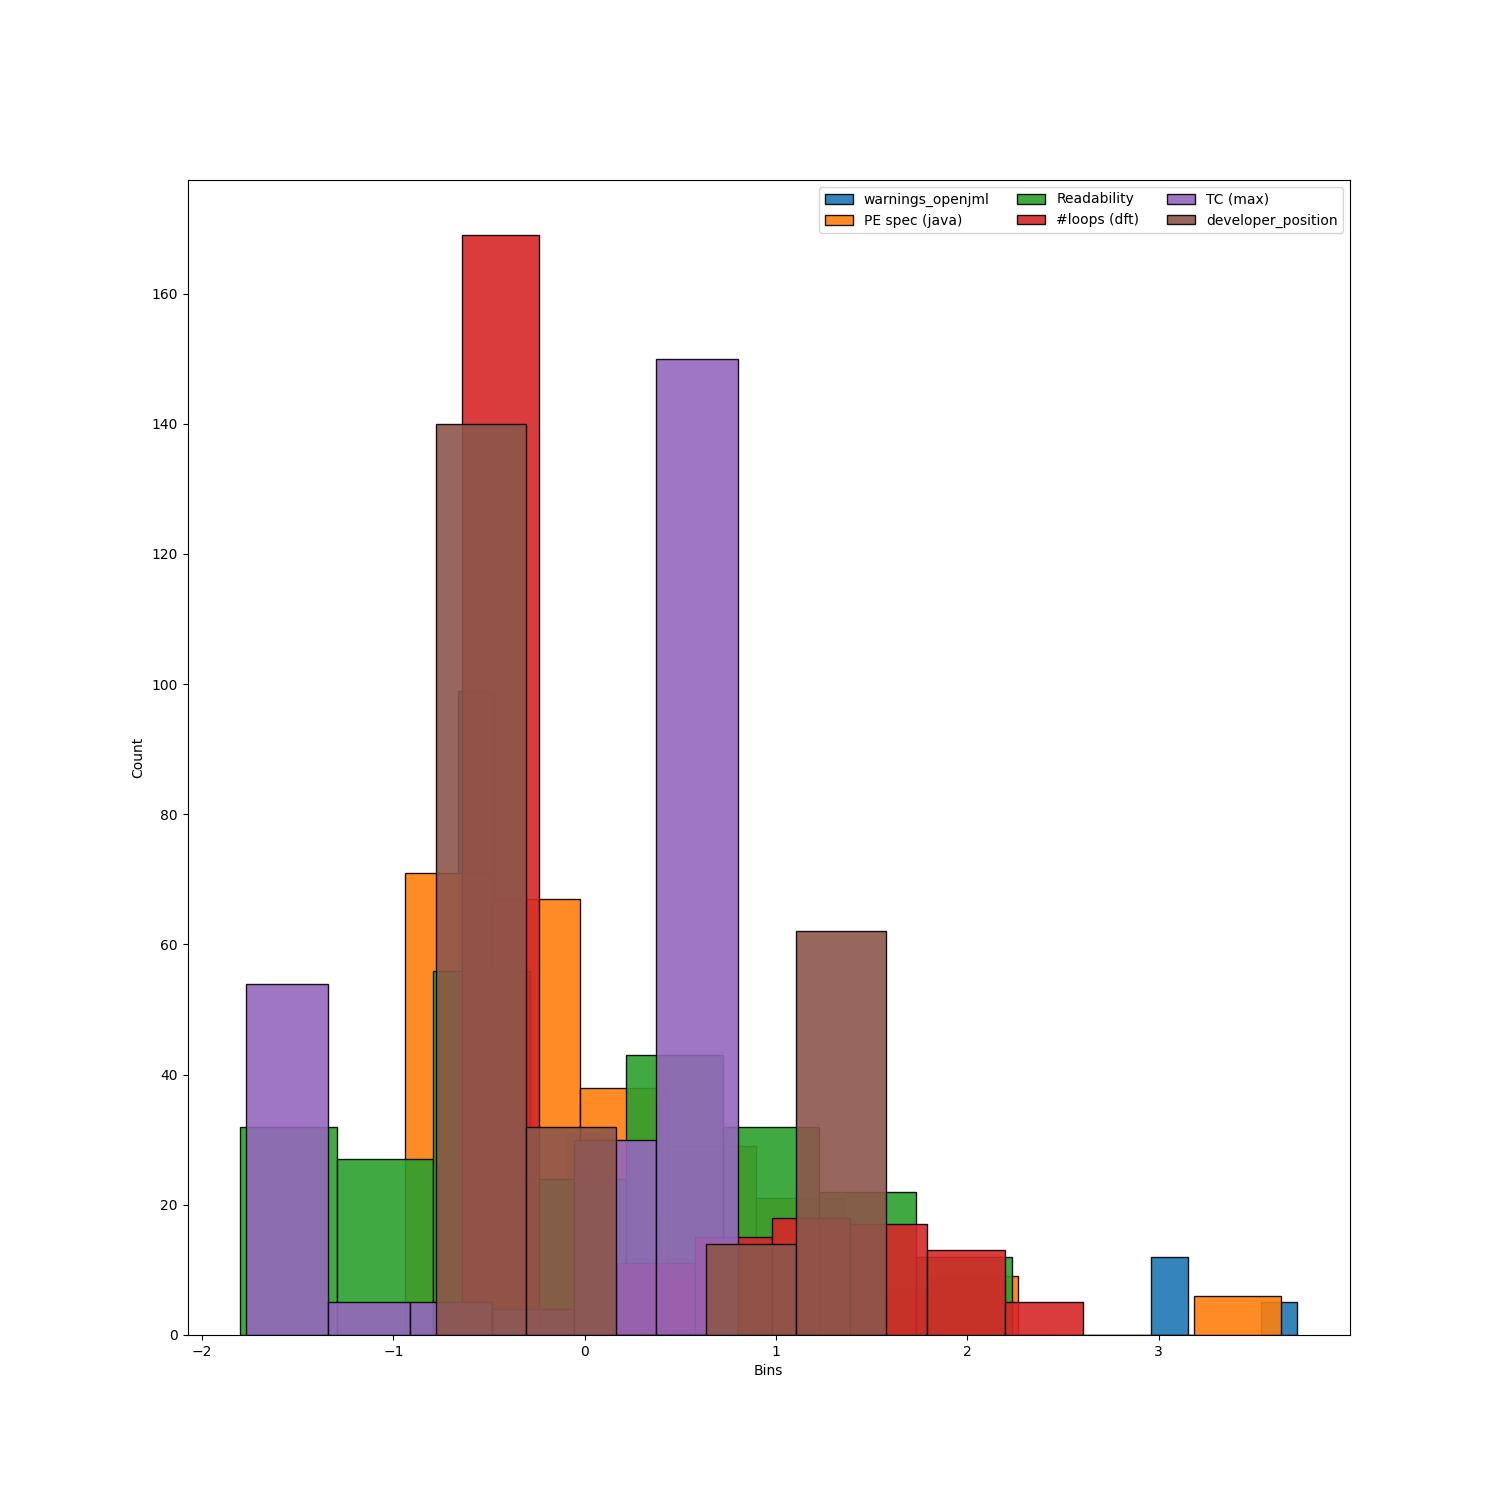 warnings_openjml
PE spec (java)
Readability
#loops (dft)
TC (max)
developer_position
160
140
120
100
80
60
40
20
0
Count
−2
−1
0
1
2
3
Bins